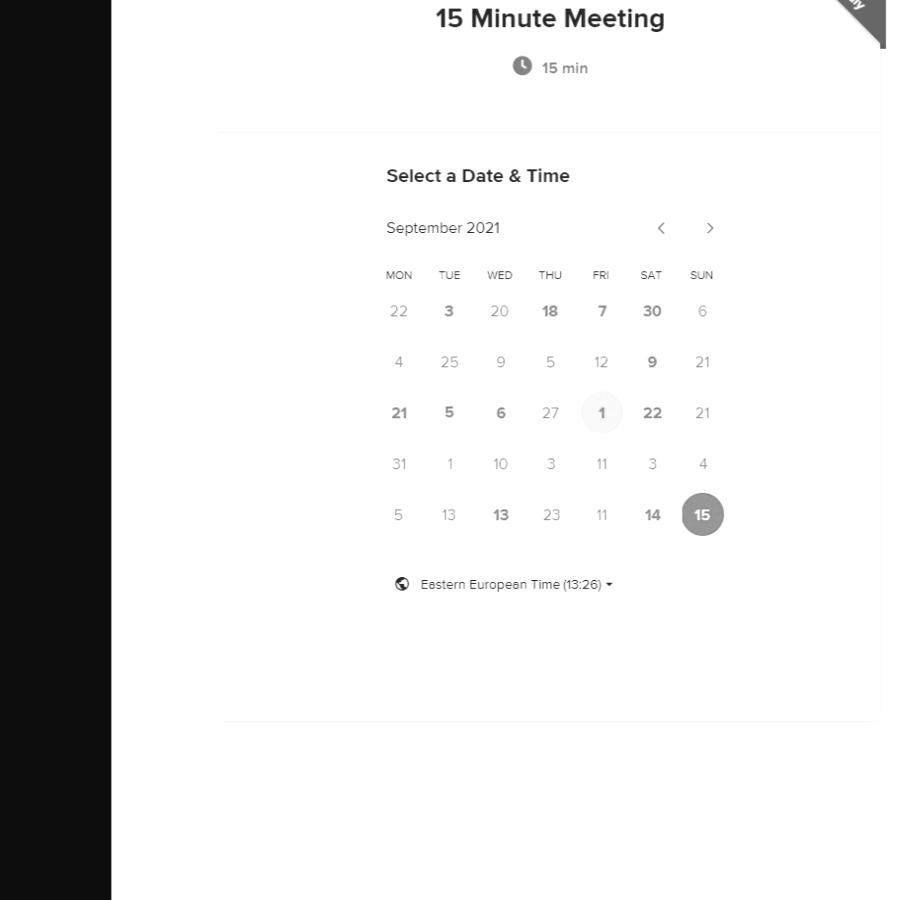 15 Minute Meeting
15 min
Select a Date & Time
September 2021
MON TUE WED THU FRI SAT SUN
22 3 20 18 7 30 6
4 25 9 5 12 9 21
21 5 6 27 1 22 21
31 1 10 3 11 3 4
5 13 13 23 11 14 15
Eastern European Time (13:26)